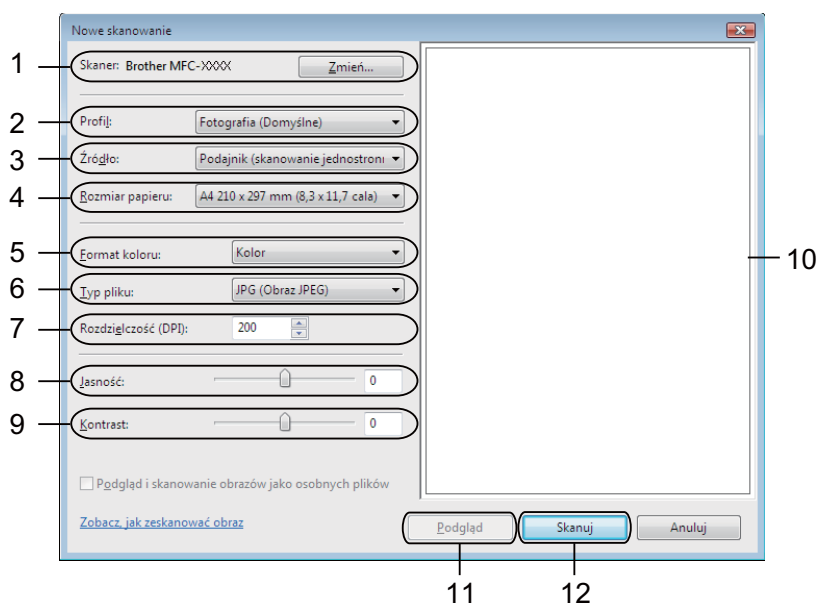 Nowe skanowanie
1 Skaner: Brother MFC-XXXX Zmień...
2 Profil: Fotografia (Domyślne)
3 Źródło: Podajnik (skanowanie jednostroni
4 Rozmiar papieru: A4 210 x 297 mm (8,3 x 11,7 cala)
5 Format koloru: Kolor
10
6 Typ pliku: JPG (Obraz JPEG)
7 Rozdzielczość (DPI): 200
8 Jasność: 0
9 Kontrast: 0
Podgląd i skanowanie obrazów jako osobnych plików
Zobacz, jak zeskanować obraz Podgląd Skanuj Anuluj
11 12